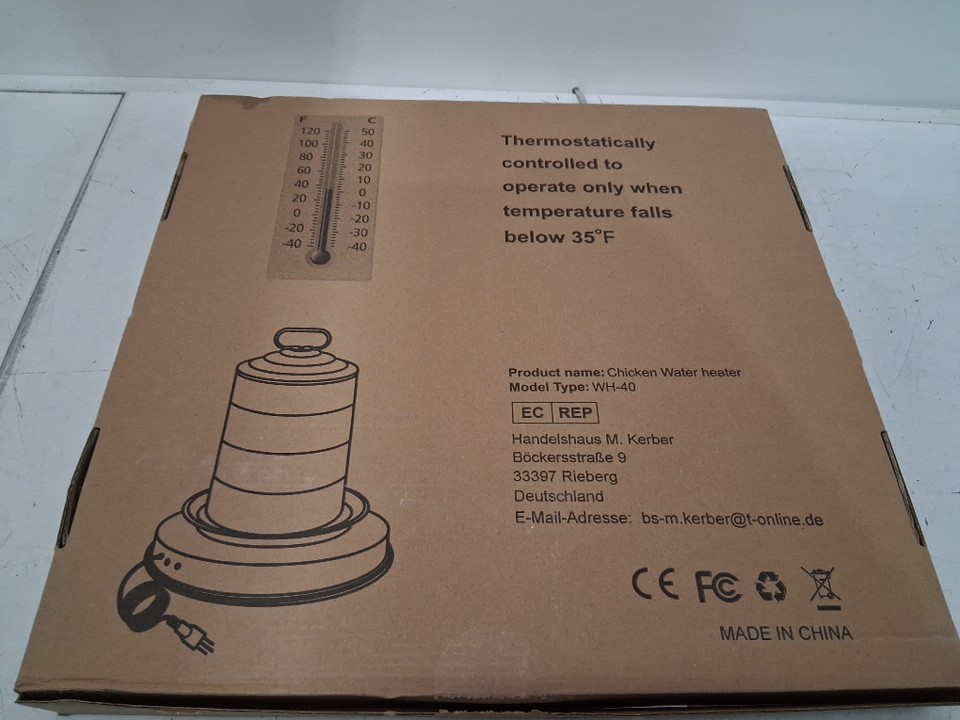 F C
120 50
100 40
80 30
60 20
40 10
20 0
0 -10
-20 -20
-40 -30
-40
Thermostatically
controlled to
operate only when
temperature falls
below 35°F
Product name: Chicken Water heater
Model Type: WH-40
EC REP
Handelshaus M. Kerber
Böckersstraße 9
33397 Rieberg
Deutschland
E-Mail-Adresse: bs-m.kerber@t-online.de
CE FC
MADE IN CHINA